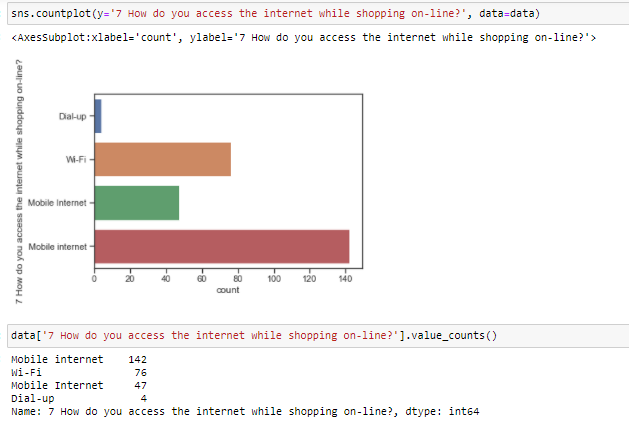 sns.countplot(y='7 How do you access the internet while shopping on-line?', data=data)
<AxesSubplot:xlabel='count', ylabel='7 How do you access the internet while shopping on-line?'>
7 How do you access the internet while shopping on-line?
Dial-up
Wi-Fi
Mobile Internet
Mobile internet
0 20 40 60 80 100 120 140
count
data['7 How do you access the internet while shopping on-line?'].value_counts()
Mobile internet 142
Wi-Fi 76
Mobile Internet 47
Dial-up 4
Name: 7 How do you access the internet while shopping on-line?, dtype: int64